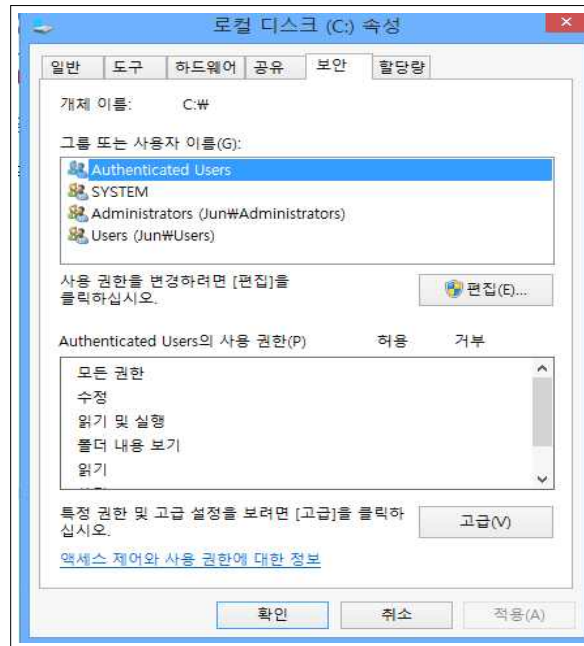 로컬 디스크 (C:) 속성
일반 도구 하드웨어 공유 보안 할당량
개체 이름: C:₩
그룹 또는 사용자 이름(G):
Authenticated Users
SYSTEM
Administrators (Jun₩Administrators)
Users (Jun₩Users)
사용 권한을 변경하려면 [편집]을
클릭하십시오.
편집(E)...
Authenticated Users의 사용 권한(P) 허용 거부
모든 권한
수정
읽기 및 실행
폴더 내용 보기
읽기
특정 권한 및 고급 설정을 보려면 [고급]을 클릭하
십시오.
고급(V)
액세스 제어와 사용 권한에 대한 정보
확인 취소 적용(A)